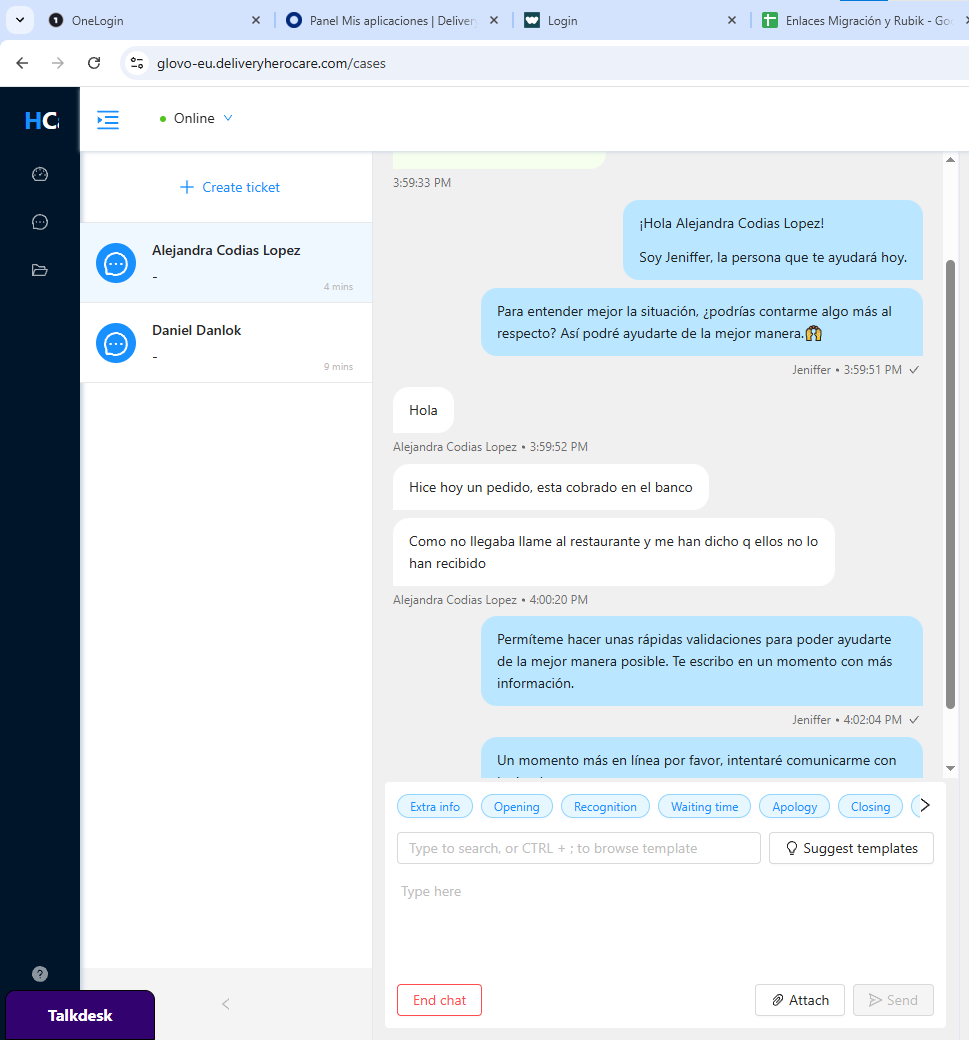 OneLogin
Panel Mis aplicaciones | Delivery
Login
Enlaces Migración y Rubik - Go
glovo-eu.deliveryherocare.com/cases
HC
Online
Create ticket
3:59:33 PM
¡Hola Alejandra Codias Lopez!
Soy Jeniffer, la persona que te ayudará hoy.
Alejandra Codias Lopez
-
4 mins
Para entender mejor la situación, ¿podrías contarme algo más al
respecto? Así podré ayudarte de la mejor manera.
Daniel Danlok
-
9 mins
Jeniffer • 3:59:51 PM
Hola
Alejandra Codias Lopez • 3:59:52 PM
Hice hoy un pedido, esta cobrado en el banco
Como no llegaba llame al restaurante y me han dicho q ellos no lo
han recibido
Alejandra Codias Lopez • 4:00:20 PM
Permíteme hacer unas rápidas validaciones para poder ayudarte
de la mejor manera posible. Te escribo en un momento con más
información.
Jeniffer • 4:02:04 PM
Un momento más en línea por favor, intentaré comunicarme con
Extra info
Opening
Recognition
Waiting time
Apology
Closing
Type to search, or CTRL + ; to browse template
Suggest templates
Type here
End chat
Attach
Send
Talkdesk